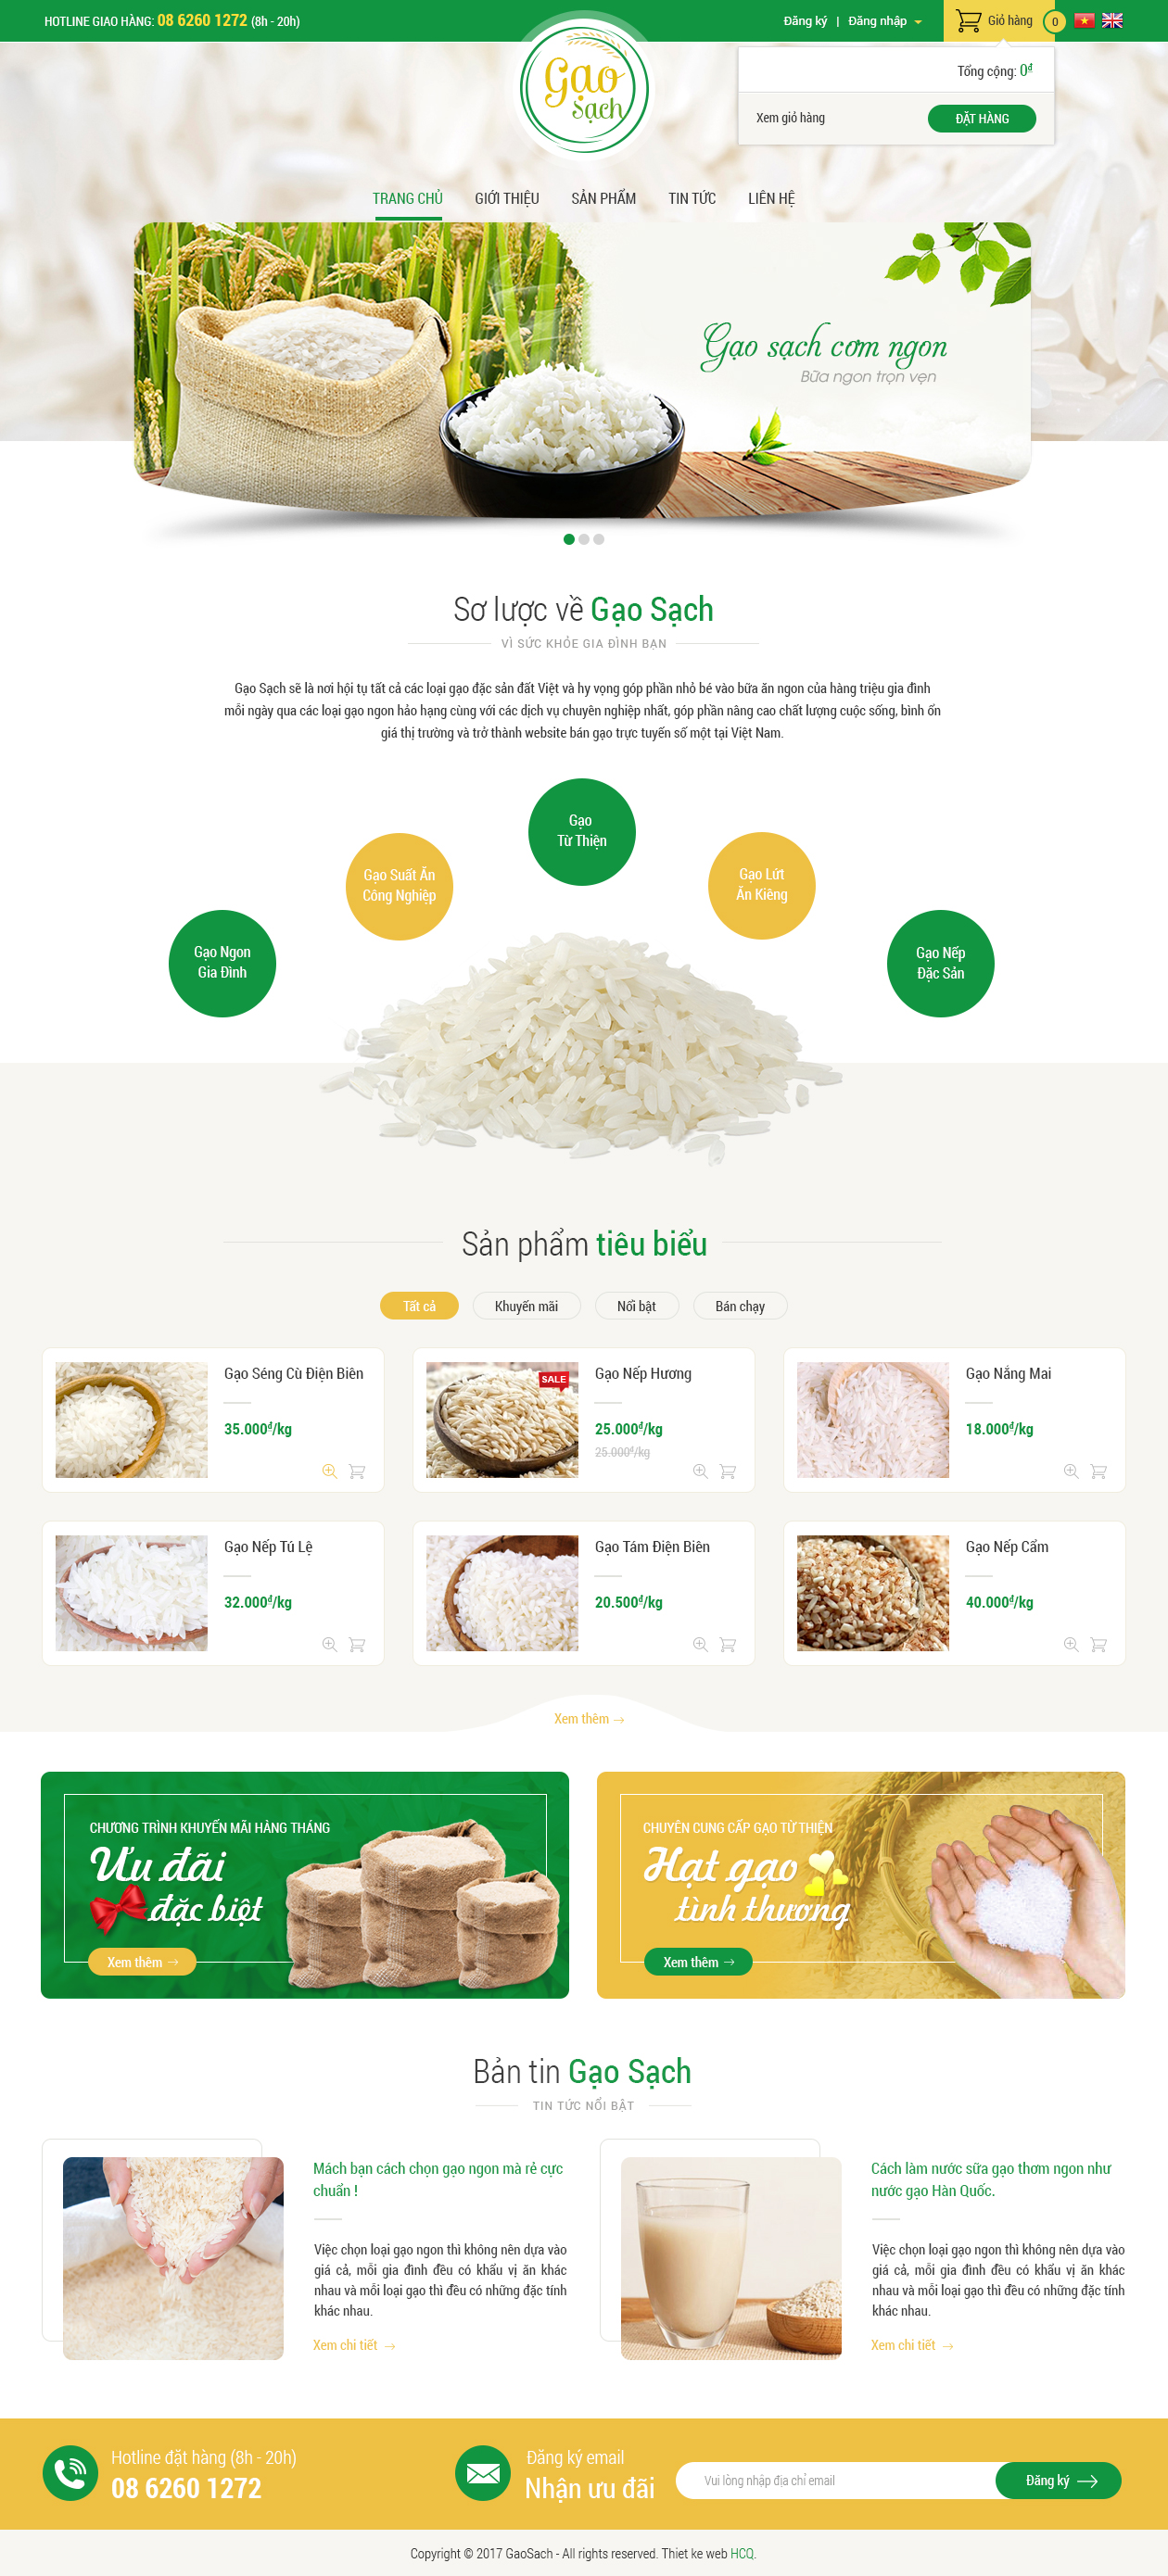 HOTLINE GIAO HÀNG: 08 6260 1272 (8h - 20h)
Đăng ký | Đăng nhập
Giỏ hàng 0
Tổng cộng: 0đ
Xem giỏ hàng
ĐẶT HÀNG
Gạo
Sạch
TRANG CHỦ
GIỚI THIỆU
SẢN PHẨM
TIN TỨC
LIÊN HỆ
Gạo sạch cơm ngon
Bữa ngon trọn vẹn
Sơ lược về Gạo Sạch
VÌ SỨC KHỎE GIA ĐÌNH BẠN
Gạo Sạch sẽ là nơi hội tụ tất cả các loại gạo đặc sản đất Việt và hy vọng góp phần nhỏ bé vào bữa ăn ngon của hàng triệu gia đình
mỗi ngày qua các loại gạo ngon hảo hạng cùng với các dịch vụ chuyên nghiệp nhất, góp phần nâng cao chất lượng cuộc sống, bình ổn
giá thị trường và trở thành website bán gạo trực tuyến số một tại Việt Nam.
Gạo
Từ Thiện
Gạo Suất Ăn
Công Nghiệp
Gạo Lứt
Ăn Kiêng
Gạo Ngon
Gia Đình
Gạo Nếp
Đặc Sản
Sản phẩm tiêu biểu
Tất cả
Khuyến mãi
Nổi bật
Bán chạy
Gạo Séng Cù Điện Biên
35.000đ/kg
SALE
Gạo Nếp Hương
25.000đ/kg
25.000đ/kg
Gạo Nắng Mai
18.000đ/kg
Gạo Nếp Tú Lệ
32.000đ/kg
Gạo Tám Điện Biên
20.500đ/kg
Gạo Nếp Cẩm
40.000đ/kg
Xem thêm →
CHƯƠNG TRÌNH KHUYẾN MÃI HÀNG THÁNG
Ưu đãi
đặc biệt
Xem thêm →
CHUYÊN CUNG CẤP GẠO TỪ THIỆN
Hạt gạo
tình thương
Xem thêm →
Bản tin Gạo Sạch
TIN TỨC NỔI BẬT
Mách bạn cách chọn gạo ngon mà rẻ cực
chuẩn !
Việc chọn loại gạo ngon thì không nên dựa vào
giá cả, mỗi gia đình đều có khẩu vị ăn khác
nhau và mỗi loại gạo thì đều có những đặc tính
khác nhau.
Xem chi tiết →
Cách làm nước sữa gạo thơm ngon như
nước gạo Hàn Quốc.
Việc chọn loại gạo ngon thì không nên dựa vào
giá cả, mỗi gia đình đều có khẩu vị ăn khác
nhau và mỗi loại gạo thì đều có những đặc tính
khác nhau.
Xem chi tiết →
Hotline đặt hàng (8h - 20h)
08 6260 1272
Đăng ký email
Nhận ưu đãi
Vui lòng nhập địa chỉ email
Đăng ký →
Copyright © 2017 GaoSach - All rights reserved. Thiet ke web HCQ.